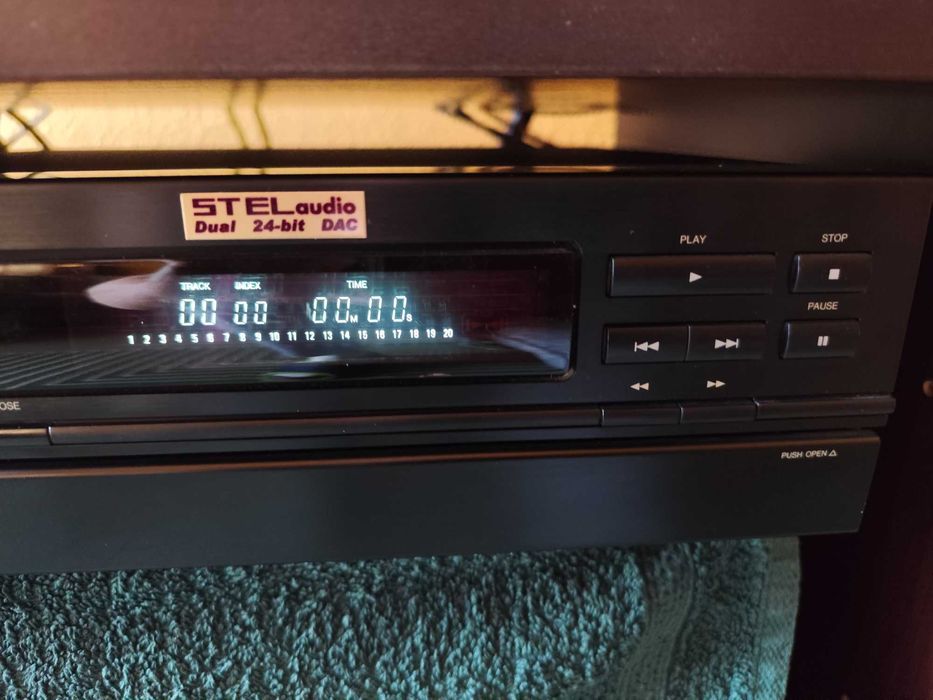 STELaudio
Dual 24-bit DAC
PLAY
STOP
TRACK INDEX TIME
00 00 00M 00S
1 2 3 4 5 6 7 8 9 10 11 12 13 14 15 16 17 18 19 20
PAUSE
OSE
PUSH OPEN